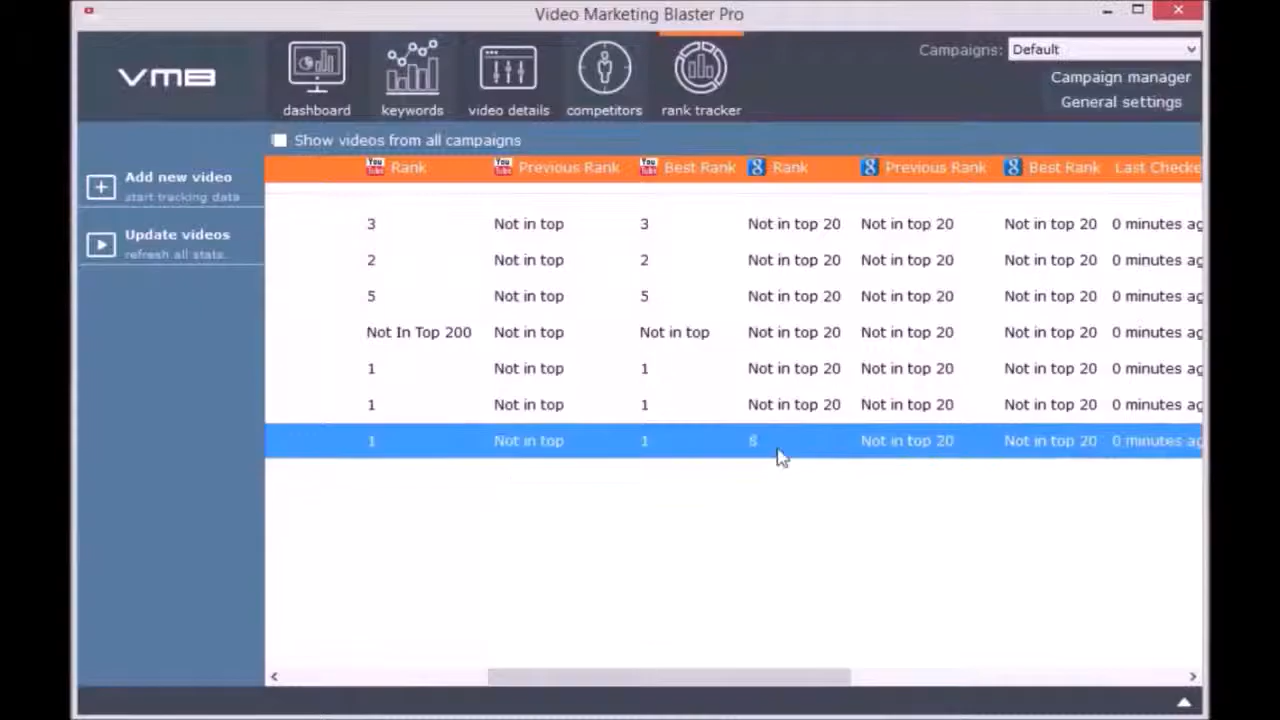 Video Marketing Blaster Pro
VMB
dashboard
keywords
video details
competitors
rank tracker
Campaigns: Default
Campaign manager
General settings
Add new video
start tracking data
Update videos
refresh all stats.
Show videos from all campaigns
You Tube Rank You Tube Previous Rank You Tube Best Rank 8 Rank 8 Previous Rank 8 Best Rank Last Checke
3 Not in top 3 Not in top 20 Not in top 20 Not in top 20 0 minutes ag
2 Not in top 2 Not in top 20 Not in top 20 Not in top 20 0 minutes ag
5 Not in top 5 Not in top 20 Not in top 20 Not in top 20 0 minutes ag
Not In Top 200 Not in top Not in top Not in top 20 Not in top 20 Not in top 20 0 minutes ag
1 Not in top 1 Not in top 20 Not in top 20 Not in top 20 0 minutes ag
1 Not in top 1 Not in top 20 Not in top 20 Not in top 20 0 minutes ag
1 Not in top 1 Not in top 20 Not in top 20 0 minutes ag